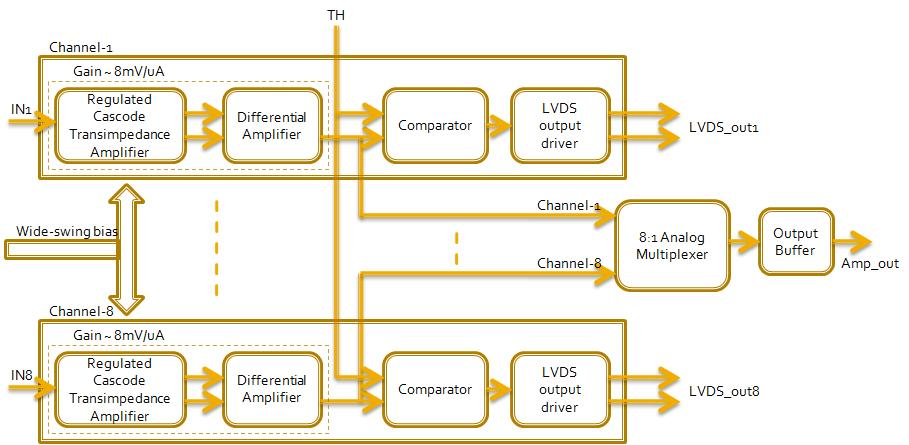 TH
Channel-1
Gain ~ 8mV/uA
IN1
Regulated
Cascode
Transimpedance
Amplifier
Differential
Amplifier
Comparator
LVDS
output
driver
LVDS_out1
Wide-swing bias
Channel-1
Channel-8
8:1 Analog
Multiplexer
Output
Buffer
Amp_out
Channel-8
Gain ~ 8mV/uA
IN8
Regulated
Cascode
Transimpedance
Amplifier
Differential
Amplifier
Comparator
LVDS
output
driver
LVDS_out8